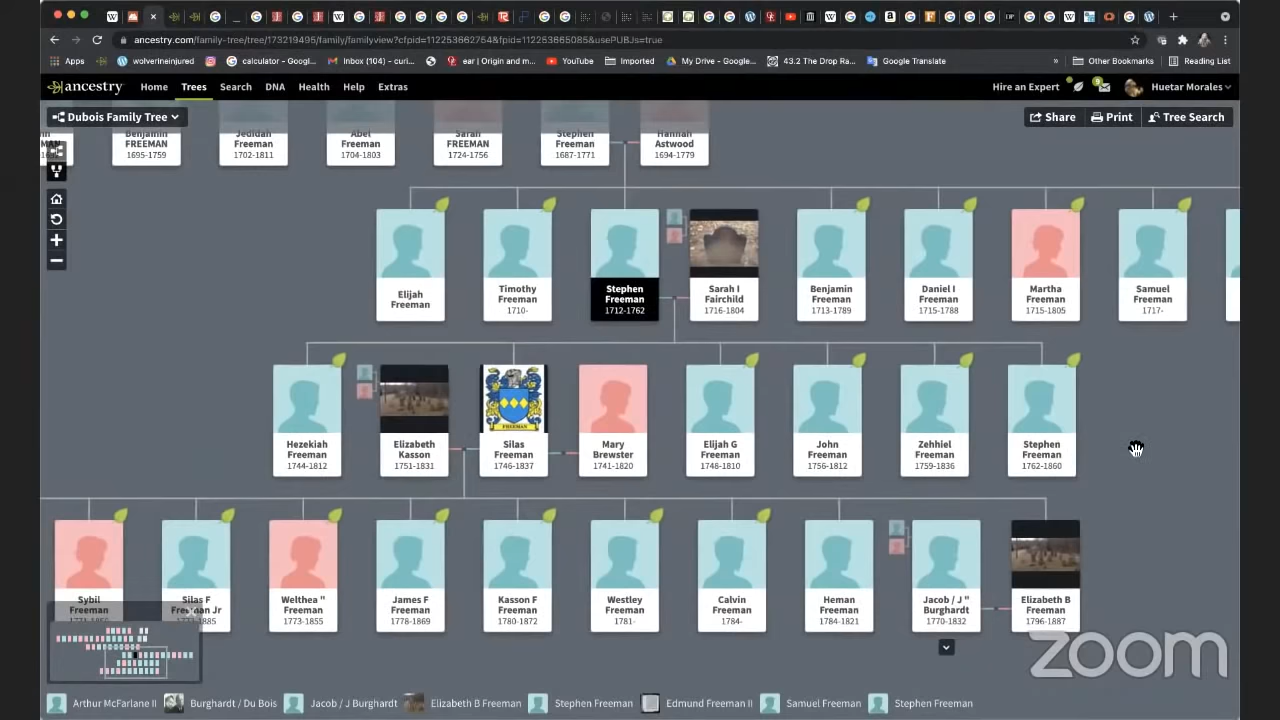 ancestry.com/family-tree/tree/173219495/family/familyview?cfpid=112253662754&fpid=112253665085&usePUBJs=true
Apps wolverineinjured calculator - Googl... Inbox (104) - curi... ear | Origin and m... YouTube Imported My Drive - Google... 43.2 The Drop Ra... Google Translate » Other Bookmarks Reading List
ancestry Home Trees Search DNA Health Help Extras Hire an Expert 9 Huetar Morales
Dubois Family Tree Share Print Tree Search
Benjamin FREEMAN 1695-1759
Jedidah Freeman 1702-1811
Abel Freeman 1704-1803
Sarah FREEMAN 1724-1756
Stephen Freeman 1687-1771
Hannah Astwood 1694-1779
Elijah Freeman
Timothy Freeman 1710-
Stephen Freeman 1712-1762
Sarah I Fairchild 1716-1804
Benjamin Freeman 1713-1789
Daniel I Freeman 1715-1788
Martha Freeman 1715-1805
Samuel Freeman 1717-
FREEMAN
Hezekiah Freeman 1744-1812
Elizabeth Kasson 1751-1831
Silas Freeman 1746-1837
Mary Brewster 1741-1820
Elijah G Freeman 1748-1810
John Freeman 1756-1812
Zehhiel Freeman 1759-1836
Stephen Freeman 1762-1860
Sybil Freeman
Silas F Freeman Jr
Welthea " Freeman 1773-1855
James F Freeman 1778-1869
Kasson F Freeman 1780-1872
Westley Freeman 1781-
Calvin Freeman 1784-
Heman Freeman 1784-1821
Jacob / J " Burghardt 1770-1832
Elizabeth B Freeman 1796-1887
zoom
Arthur McFarlane II Burghardt / Du Bois Jacob / J Burghardt Elizabeth B Freeman Stephen Freeman Edmund Freeman II Samuel Freeman Stephen Freeman